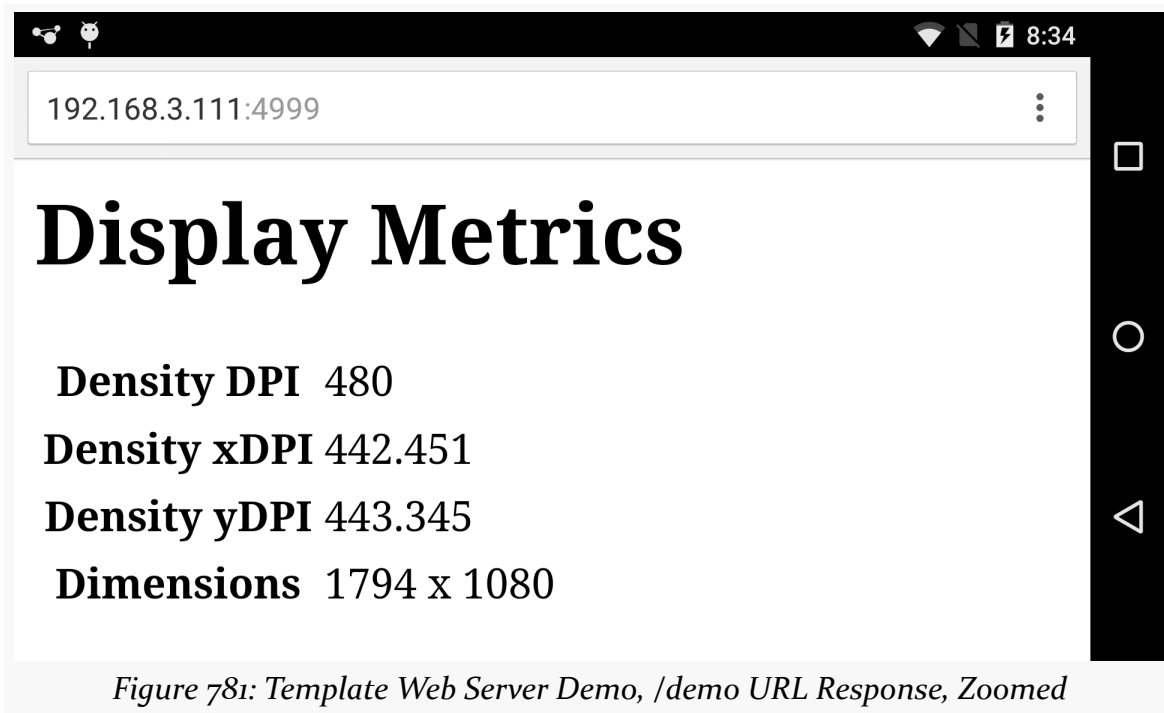 8:34
192.168.3.111:4999
Display Metrics
Density DPI 480
Density xDPI 442.451
Density yDPI 443.345
Dimensions 1794 x 1080
Figure 781: Template Web Server Demo, /demo URL Response, Zoomed